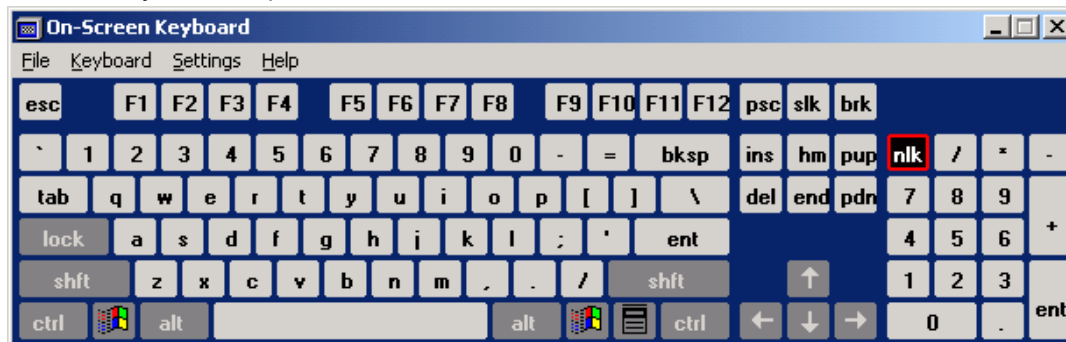 On-Screen Keyboard
File Keyboard Settings Help
esc F1 F2 F3 F4 F5 F6 F7 F8 F9 F10 F11 F12 psc slk brk
` 1 2 3 4 5 6 7 8 9 0 - = bksp ins hm pup nlk / * -
tab q w e r t y u i o p [ ] \ del end pdn 7 8 9 +
lock a s d f g h j k l ; ' ent 4 5 6
shft z x c v b n m , . / shft ↑ 1 2 3 ent
ctrl alt alt ctrl ← ↓ → 0 .